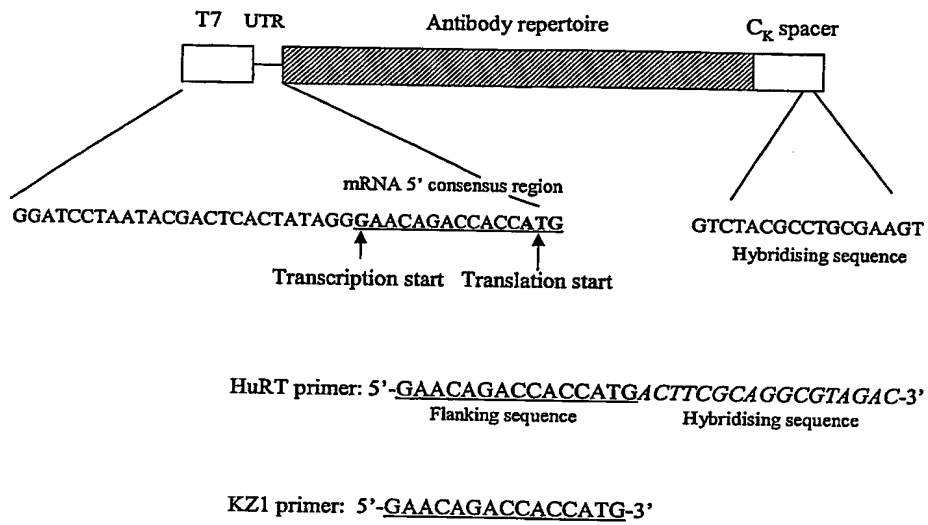 T7 UTR Antibody repertoire Cκ spacer
mRNA 5' consensus region
GGATCCTAATACGACTCACTATAGGGAACAGACCACCATG
GTCTACGCCTGCGAAGT
Hybridising sequence
Transcription start Translation start
HuRT primer: 5'-GAACAGACCACCATGACTTCGCAGGCGTAGAC-3'
Flanking sequence Hybridising sequence
KZ1 primer: 5'-GAACAGACCACCATG-3'